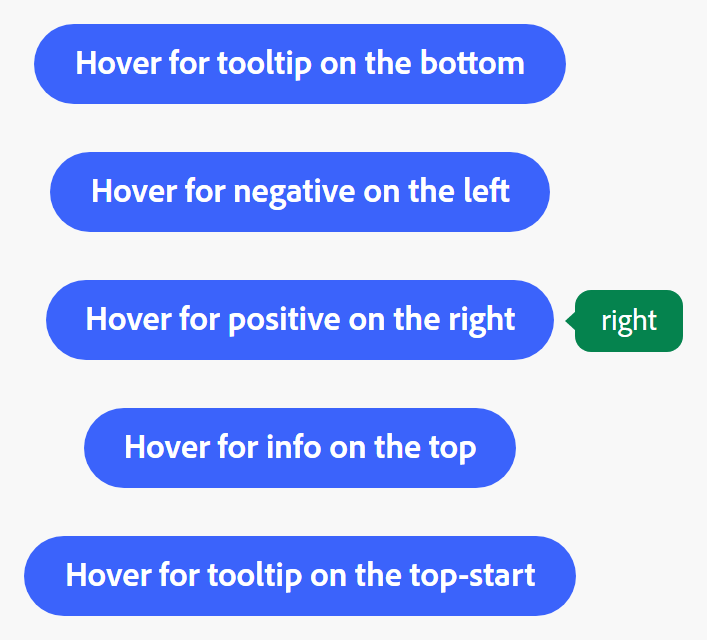 Hover for tooltip on the bottom
Hover for negative on the left
Hover for positive on the right
right
Hover for info on the top
Hover for tooltip on the top-start